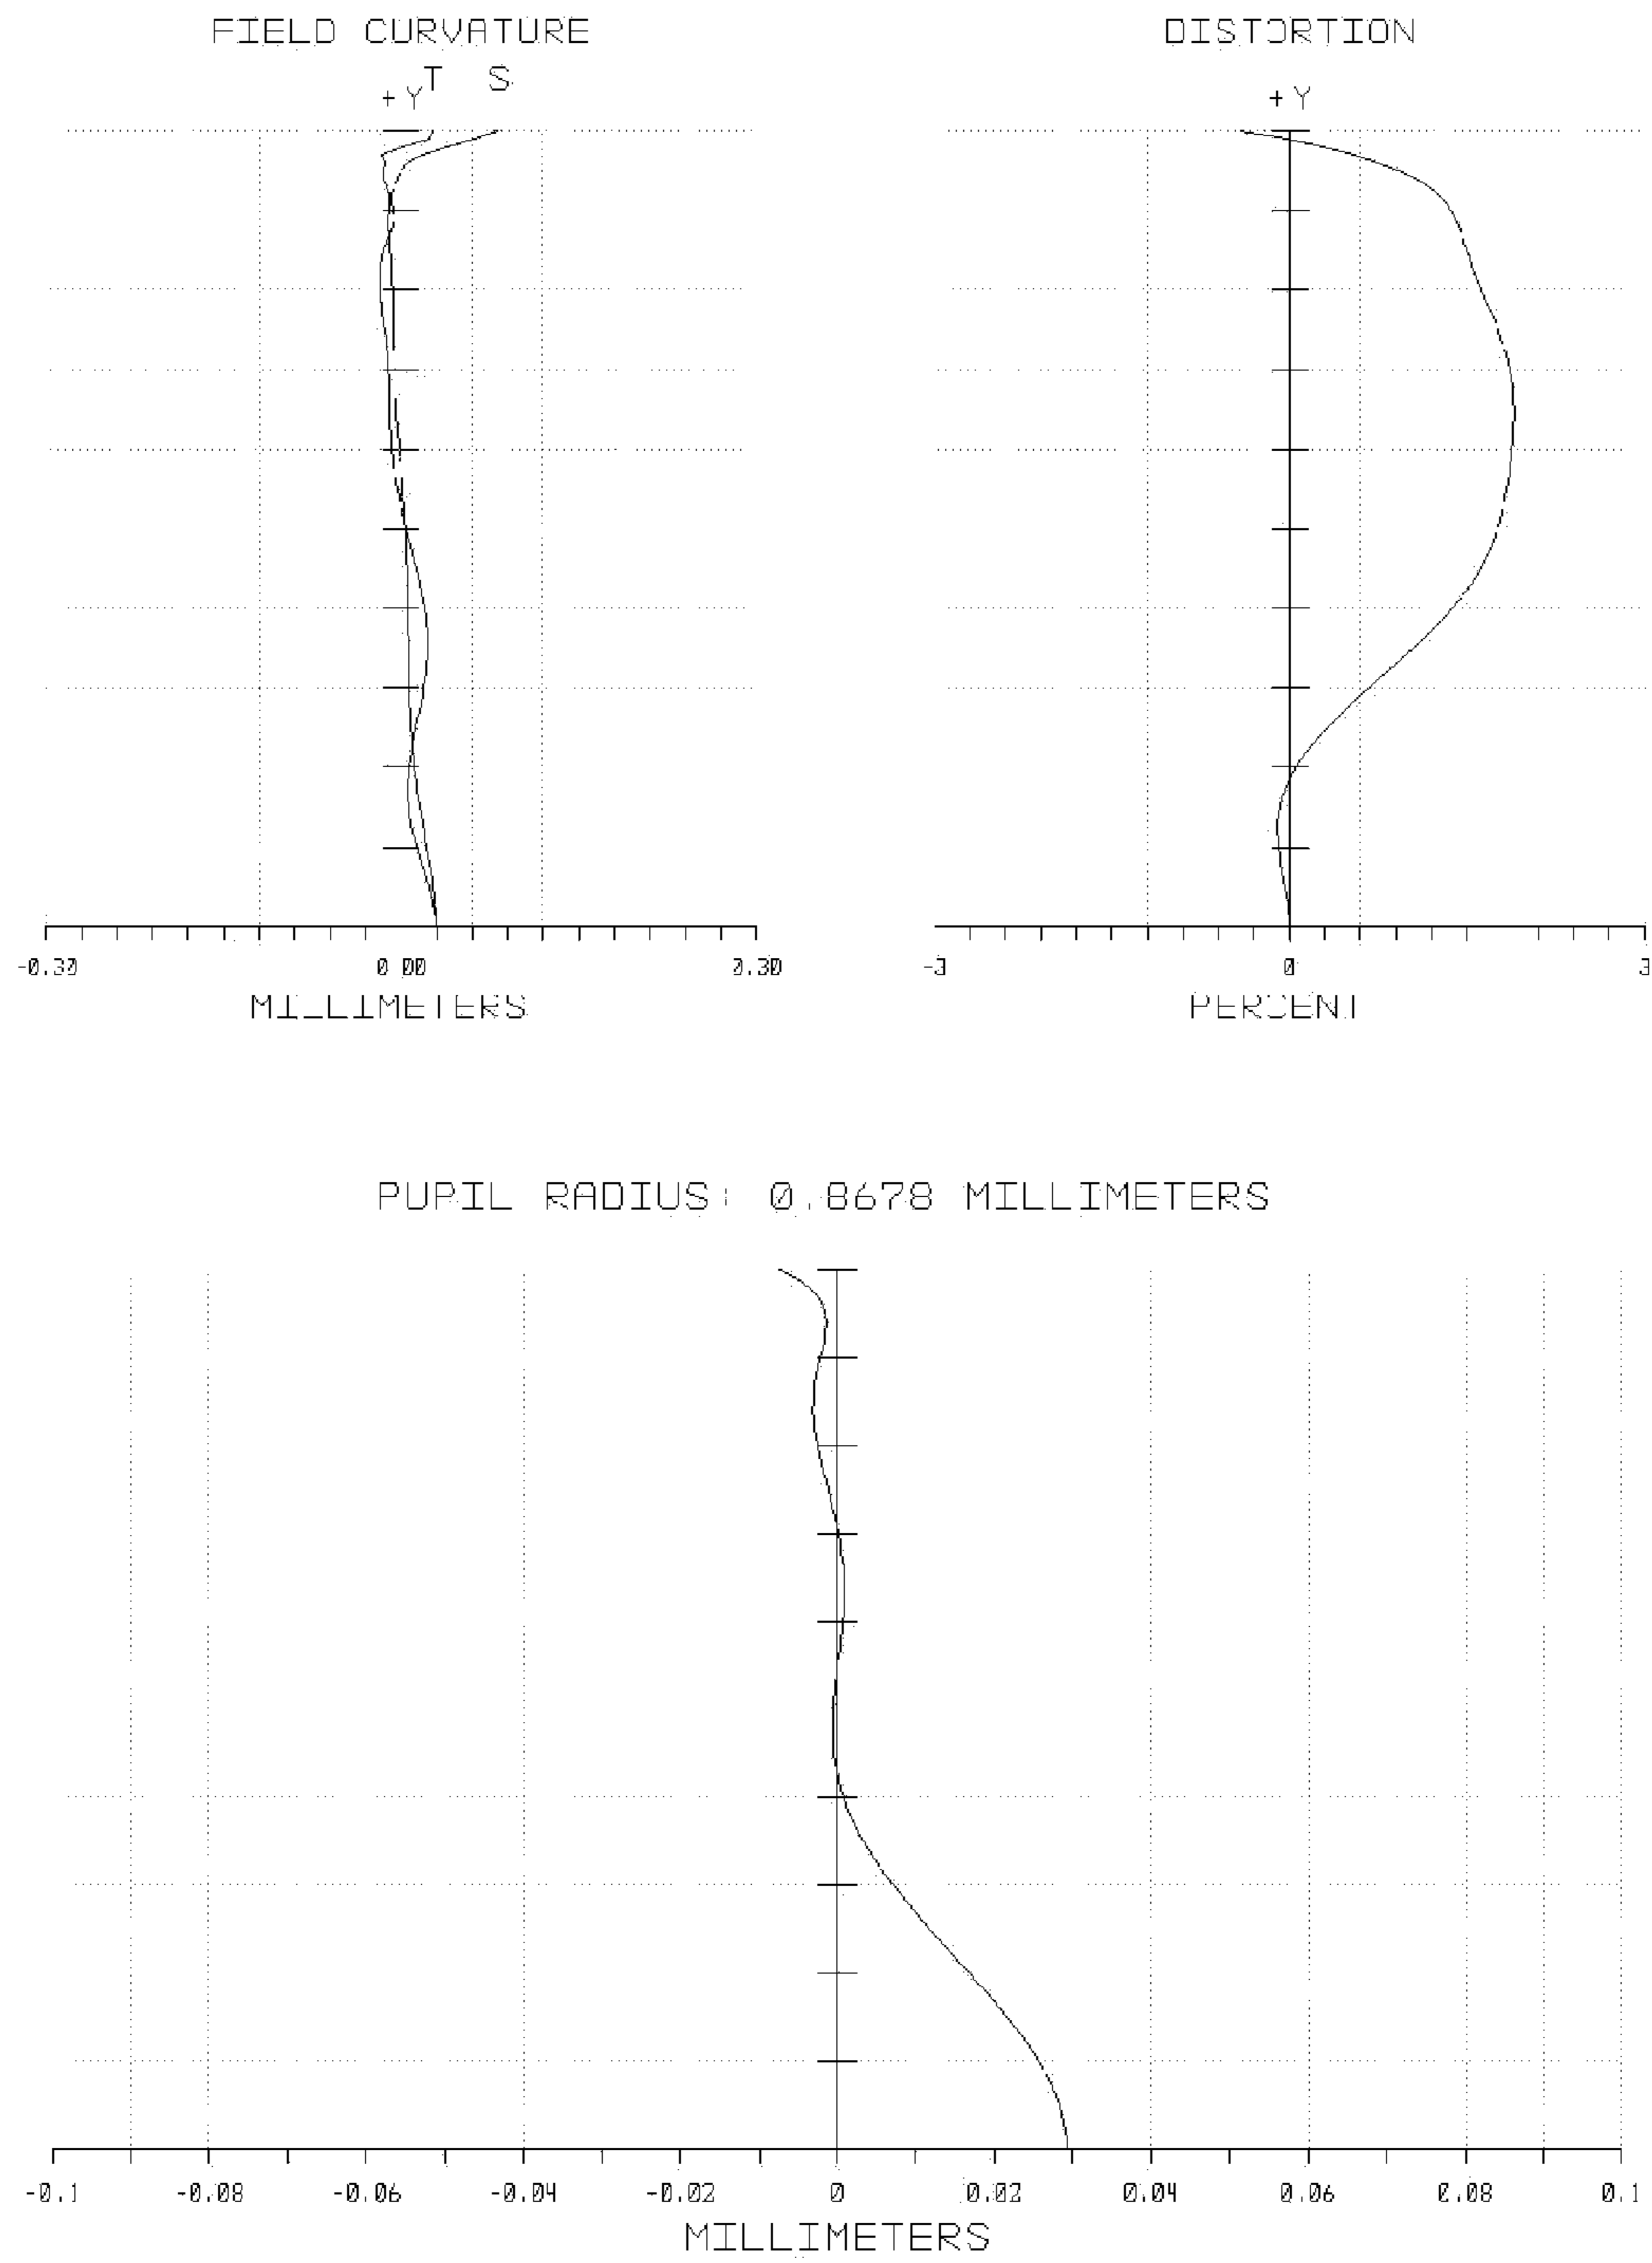 FIELD CURVATURE
T S
+ Y
-0.30 0.00 0.30
MILLIMETERS
DISTORTION
+ Y
-3 0 3
PERCENT
PUPIL RADIUS: 0.8678 MILLIMETERS
-0.1 -0.08 -0.06 -0.04 -0.02 0 0.02 0.04 0.06 0.08 0.1
MILLIMETERS